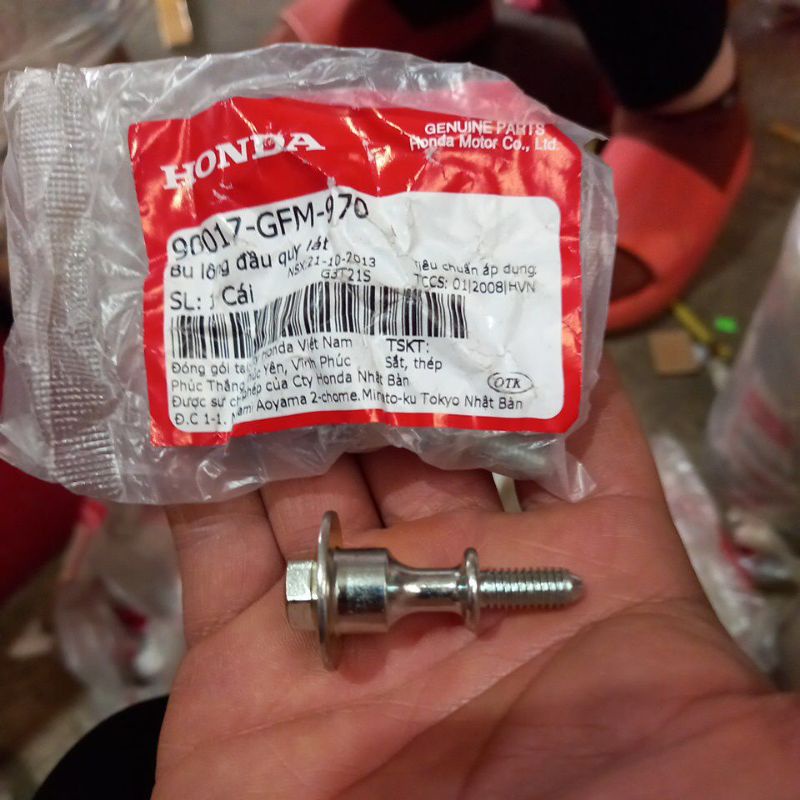 HONDA
GENUINE PARTS
Honda Motor Co., Ltd.
90017-GFM-970
Bu lông đầu quy lát
NSX:21-10-2013
G3T21S
Tiêu chuẩn áp dụng:
TCCS: 01|2008|HVN
SL: 1 Cái
Đóng gói tại Honda Việt Nam
Phúc Thắng, Phúc Yên, Vĩnh Phúc
TSKT:
Sắt, thép
Được sự cho phép của Cty Honda Nhật Bản
Đ.C 1-1, Nami Aoyama 2-chome, Minato-ku Tokyo Nhật Bản
OTK